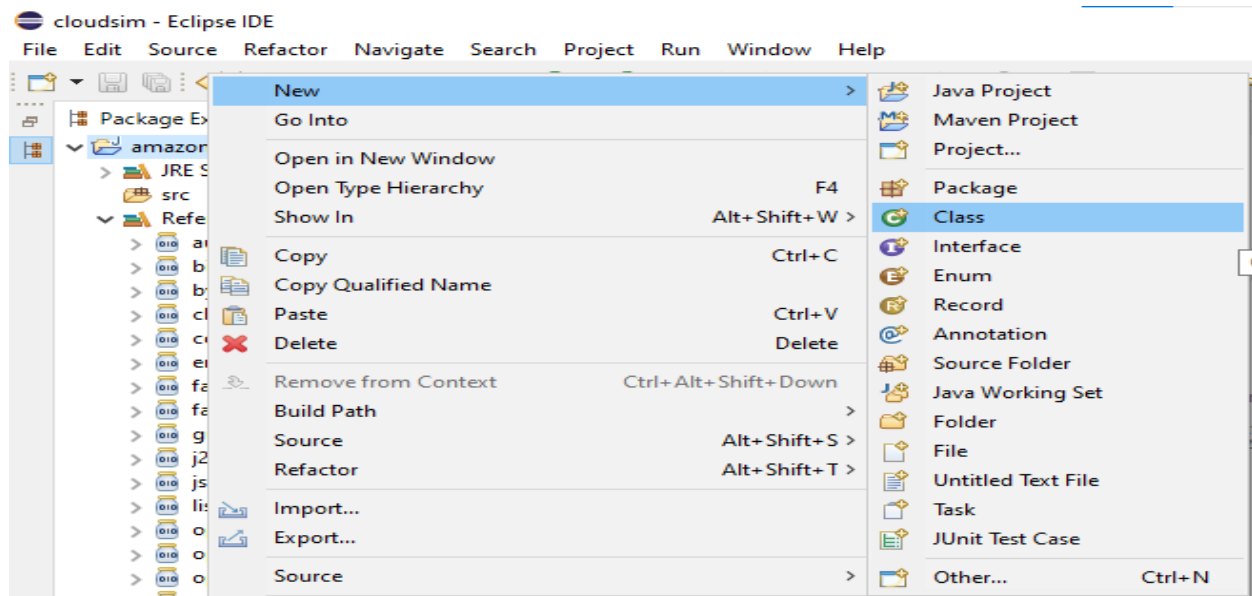 cloudsim - Eclipse IDE
File Edit Source Refactor Navigate Search Project Run Window Help
Package Ex
amazon
JRE S
src
Refe
New
Go Into
Open in New Window
Open Type Hierarchy F4
Show In Alt+Shift+W >
Copy Ctrl+C
Copy Qualified Name
Paste Ctrl+V
Delete Delete
Remove from Context Ctrl+Alt+Shift+Down
Build Path >
Source Alt+Shift+S >
Refactor Alt+Shift+T >
Import...
Export...
Source >
Java Project
Maven Project
Project...
Package
Class
Interface
Enum
Record
Annotation
Source Folder
Java Working Set
Folder
File
Untitled Text File
Task
JUnit Test Case
Other... Ctrl+N